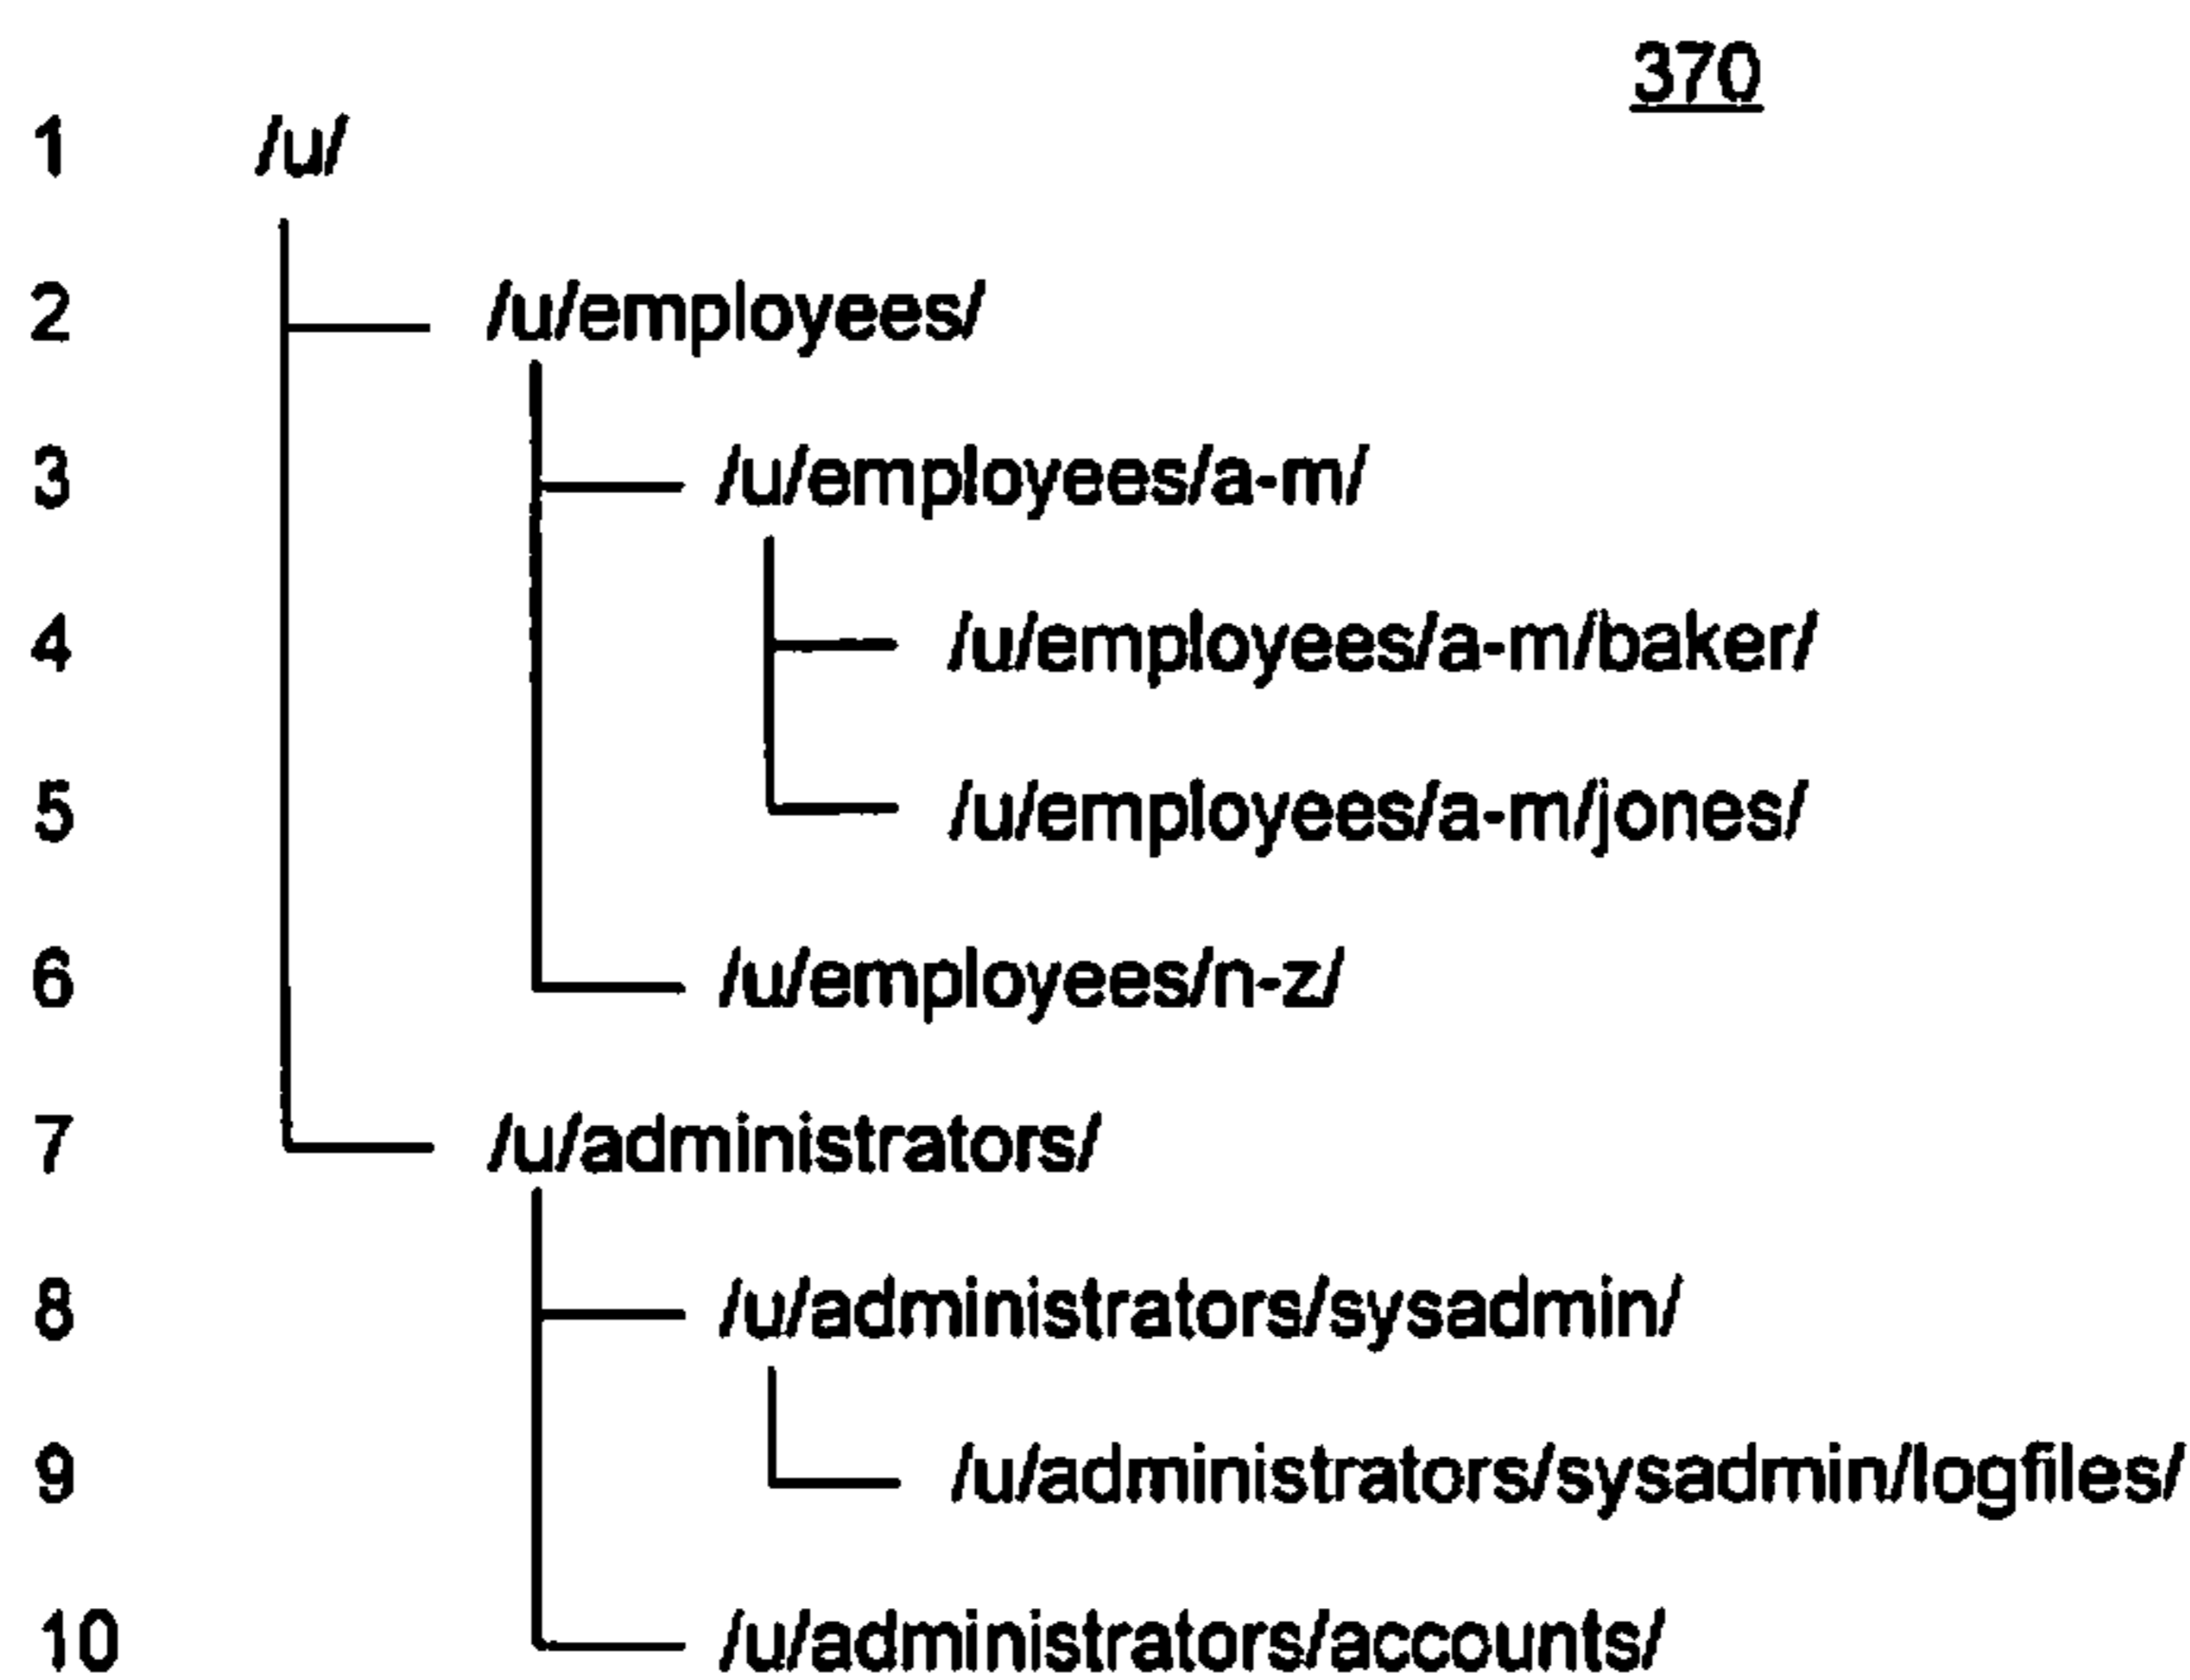 370
1 /u/
2 /u/employees/
3 /u/employees/a-m/
4 /u/employees/a-m/baker/
5 /u/employees/a-m/jones/
6 /u/employees/n-z/
7 /u/administrators/
8 /u/administrators/sysadmin/
9 /u/administrators/sysadmin/logfiles/
10 /u/administrators/accounts/